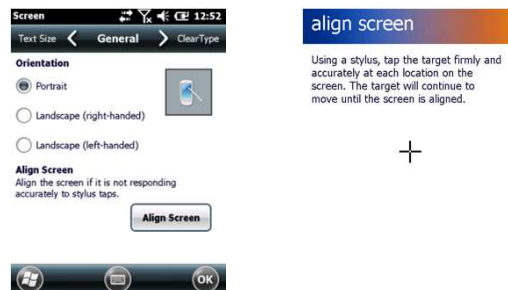 Screen 12:52
Text Size General ClearType
Orientation
Portrait
Landscape (right-handed)
Landscape (left-handed)
Align Screen
Align the screen if it is not responding
accurately to stylus taps.
Align Screen
OK
align screen
Using a stylus, tap the target firmly and
accurately at each location on the
screen. The target will continue to
move until the screen is aligned.